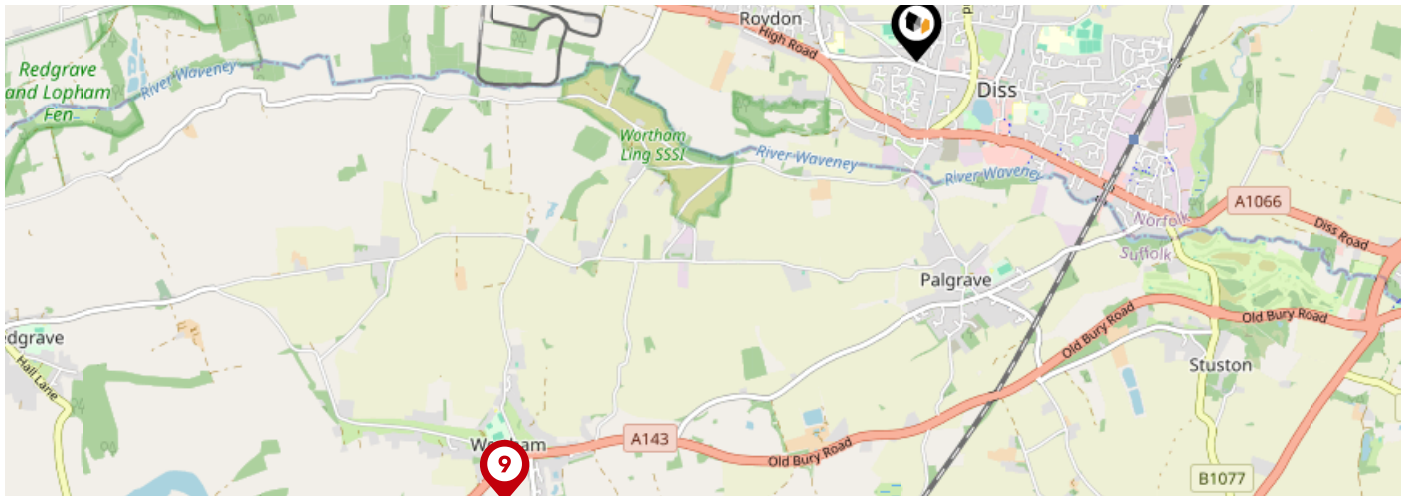 Roydon
High Road
Diss
Redgrave
and Lopham
Fen
River Waveney
Wortham
Ling SSSI
River Waveney
River Waveney
A1066
Norfolk
Suffolk
Diss Road
Palgrave
Old Bury Road
Old Bury Road
edgrave
Hall Lane
Stuston
A143
Old Bury Road
9
B1077